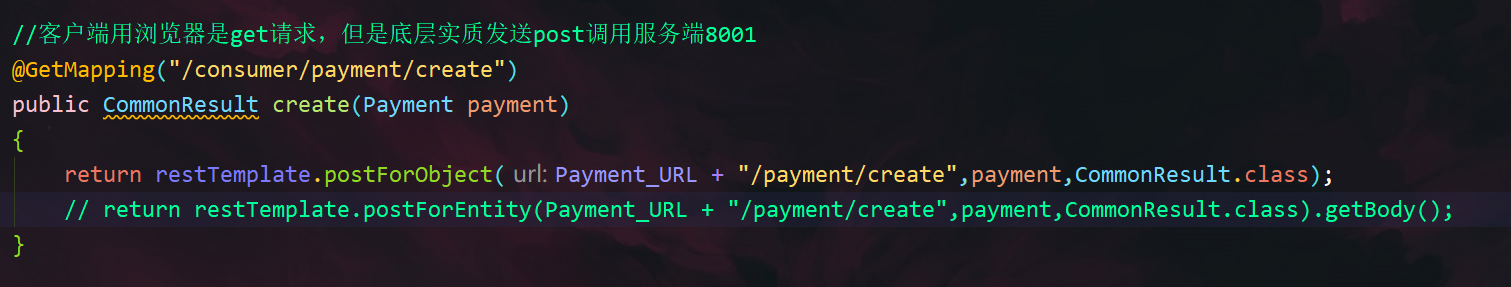 //客户端用浏览器是get请求，但是底层实质发送post调用服务端8001
@GetMapping("/consumer/payment/create")
public CommonResult create(Payment payment)
{
    return restTemplate.postForObject( url: Payment_URL + "/payment/create",payment,CommonResult.class);
    // return restTemplate.postForEntity(Payment_URL + "/payment/create",payment,CommonResult.class).getBody();
}